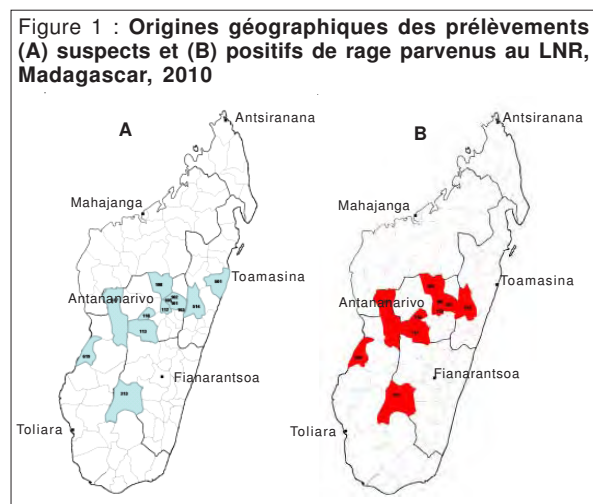 Figure 1 : Origines géographiques des prélèvements
(A) suspects et (B) positifs de rage parvenus au LNR,
Madagascar, 2010
A
Antsiranana
Mahajanga
Toamasina
Antananarivo
Fianarantsoa
Toliara
B
Antsiranana
Mahajanga
Toamasina
Antananarivo
Fianarantsoa
Toliara